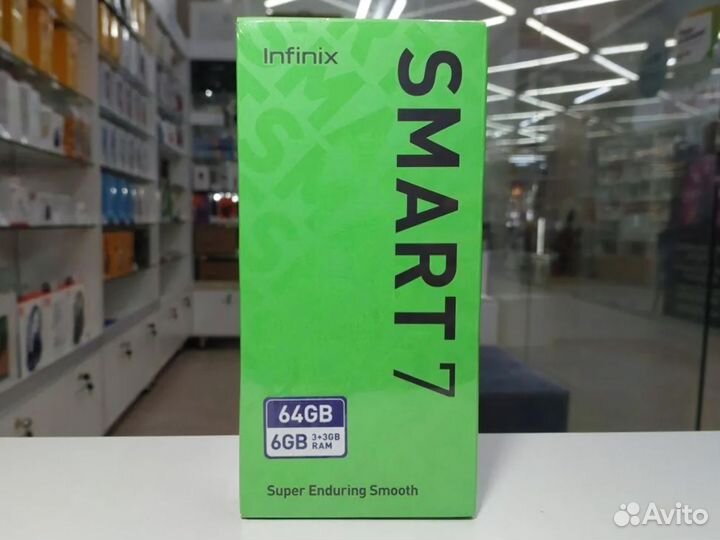 Infinix
SMART 7
64GB
6GB 3+3GB RAM
Super Enduring Smooth
Avito